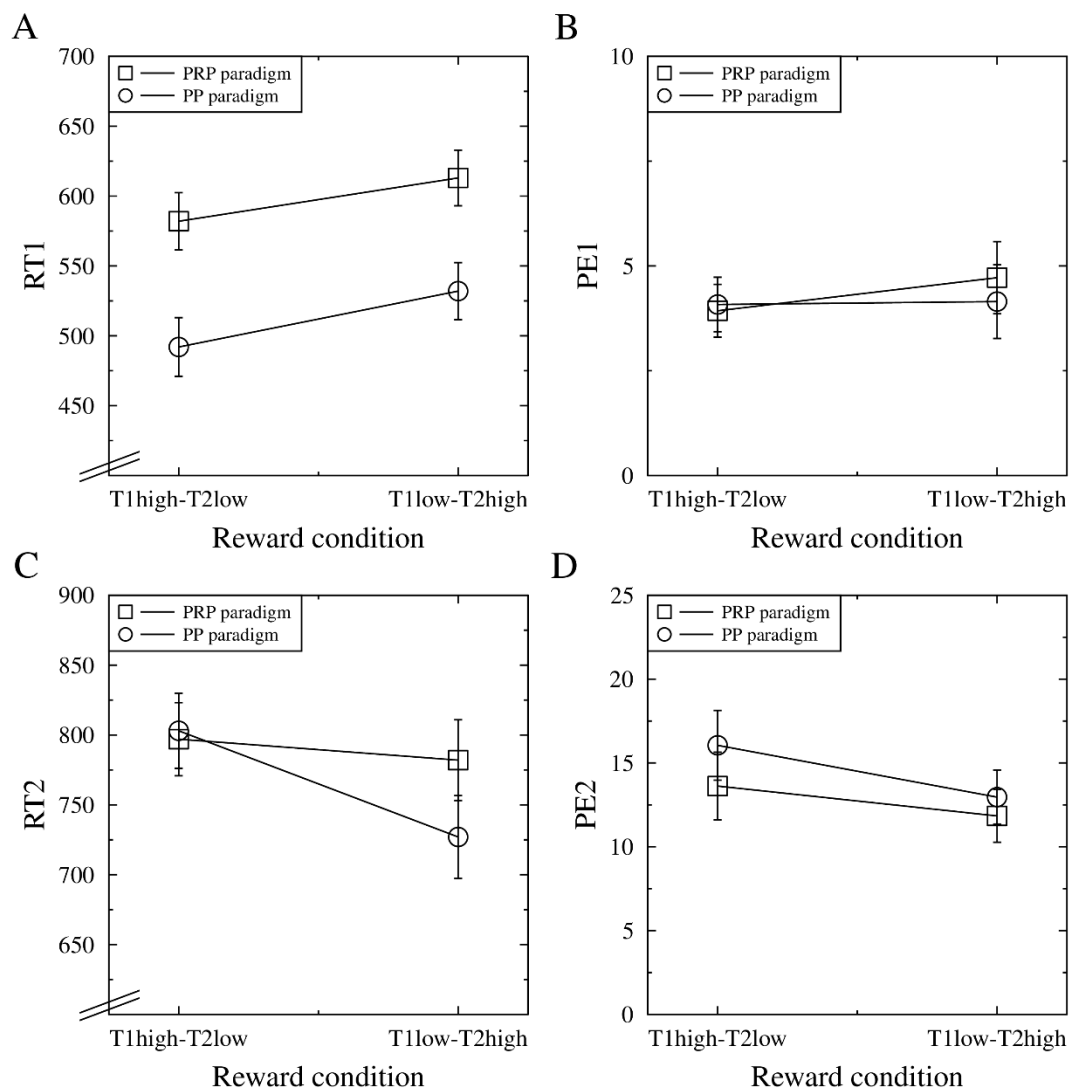 A
700
650
600
550
500
450
RT1
PRP paradigm
PP paradigm
T1high-T2low
T1low-T2high
Reward condition
B
10
5
0
PE1
PRP paradigm
PP paradigm
T1high-T2low
T1low-T2high
Reward condition
C
900
850
800
750
700
650
RT2
PRP paradigm
PP paradigm
T1high-T2low
T1low-T2high
Reward condition
D
25
20
15
10
5
0
PE2
PRP paradigm
PP paradigm
T1high-T2low
T1low-T2high
Reward condition